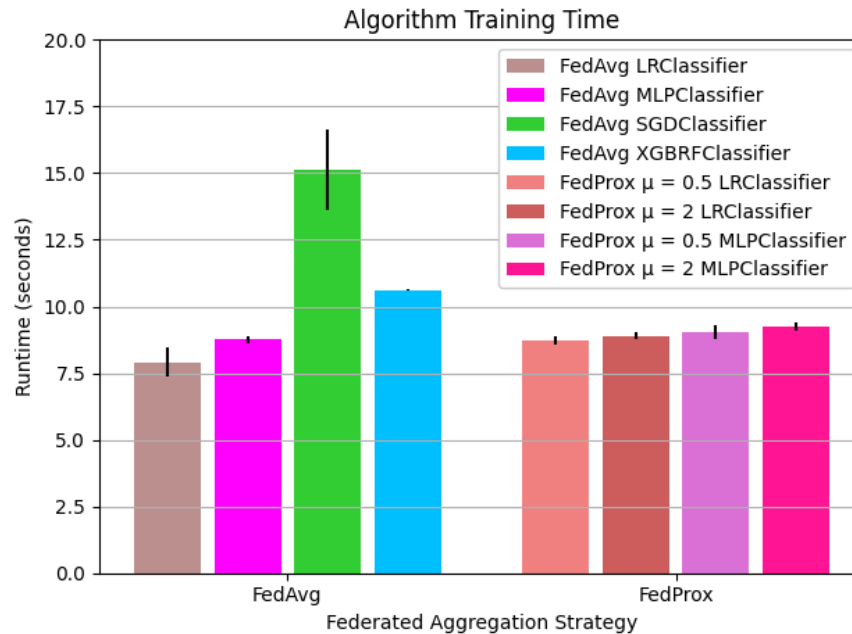 Algorithm Training Time
20.0
17.5
15.0
12.5
10.0
7.5
5.0
2.5
0.0
Runtime (seconds)
FedAvg LRClassifier
FedAvg MLPClassifier
FedAvg SGDClassifier
FedAvg XGBRFClassifier
FedProx μ = 0.5 LRClassifier
FedProx μ = 2 LRClassifier
FedProx μ = 0.5 MLPClassifier
FedProx μ = 2 MLPClassifier
FedAvg
FedProx
Federated Aggregation Strategy